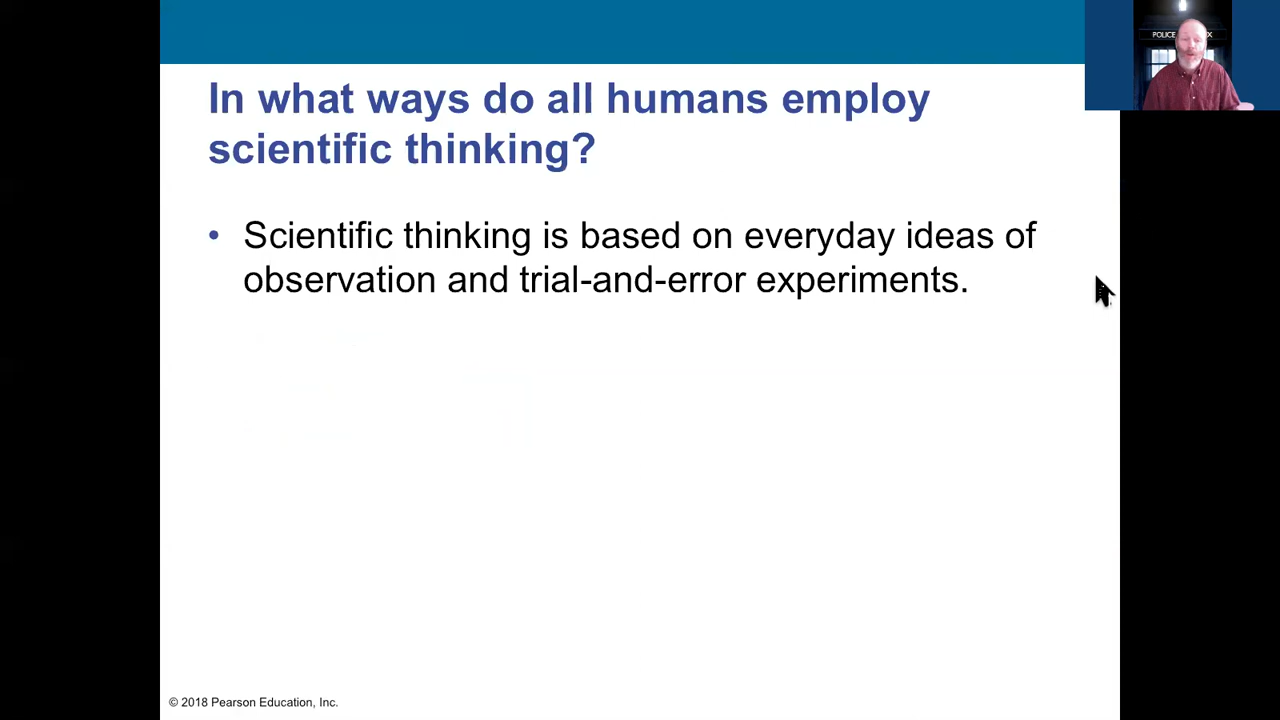 POLICE X
In what ways do all humans employ
scientific thinking?
• Scientific thinking is based on everyday ideas of
observation and trial-and-error experiments.
© 2018 Pearson Education, Inc.